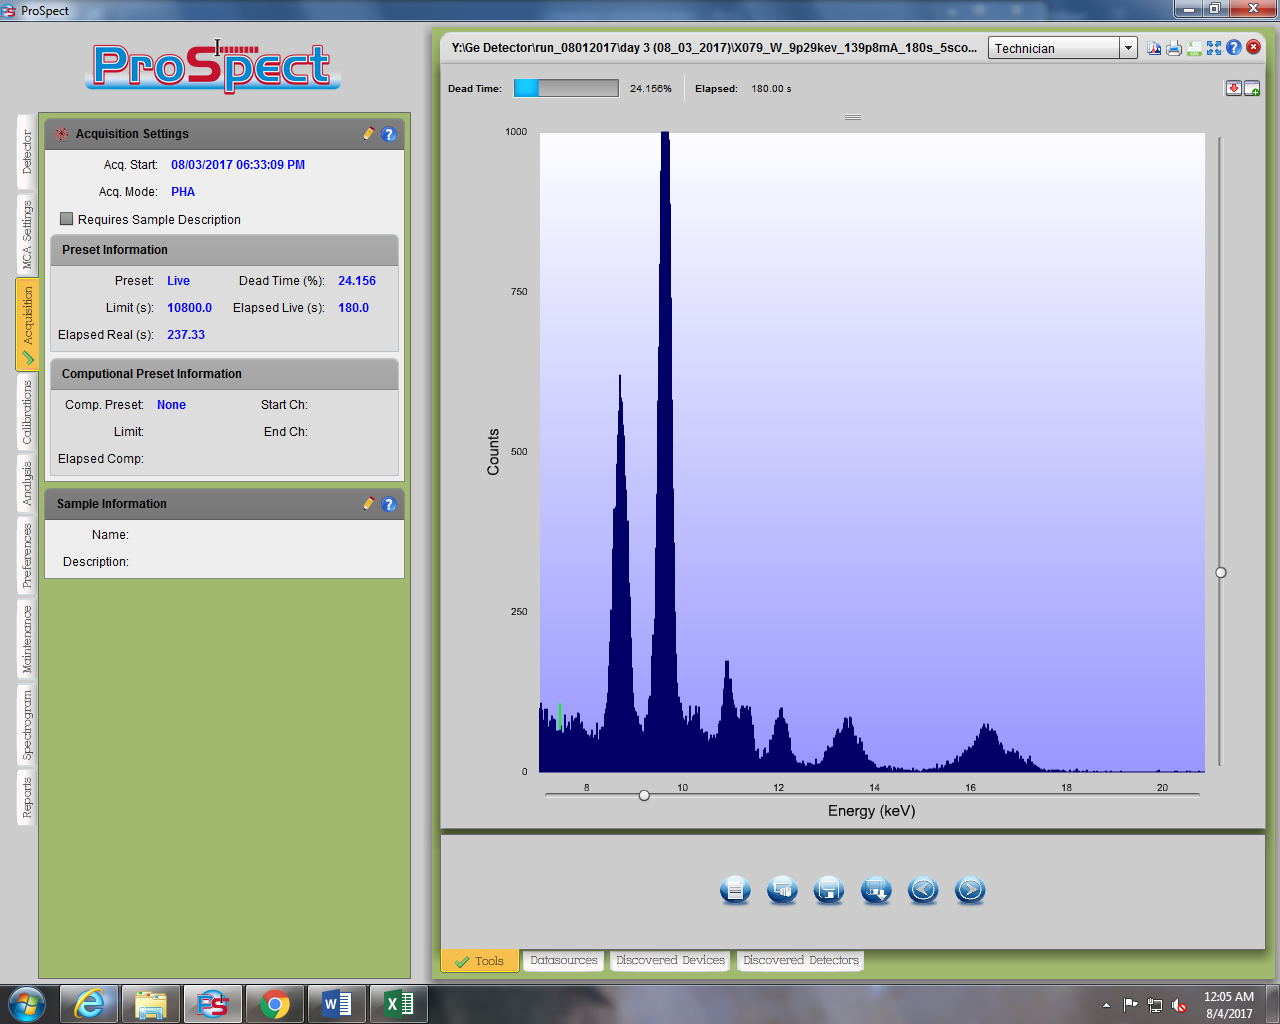 ProSpect
ProSpect
Detector
MCA Settings
Acquisition
Calibrations
Analysis
Preferences
Maintenance
Spectrogram
Reports
Acquisition Settings
Acq. Start: 08/03/2017 06:33:09 PM
Acq. Mode: PHA
Requires Sample Description
Preset Information
Preset: Live Dead Time (%): 24.156
Limit (s): 10800.0 Elapsed Live (s): 180.0
Elapsed Real (s): 237.33
Computional Preset Information
Comp. Preset: None Start Ch:
Limit: End Ch:
Elapsed Comp:
Sample Information
Name:
Description:
Y:\Ge Detector\run_08012017\day 3 (08_03_2017)\X079_W_9p29kev_139p8mA_180s_5sco...
Technician
Dead Time: 24.156% Elapsed: 180.00 s
1000
750
500
250
0
Counts
8 10 12 14 16 18 20
Energy (keV)
Tools Datasources Discovered Devices Discovered Detectors
12:05 AM
8/4/2017